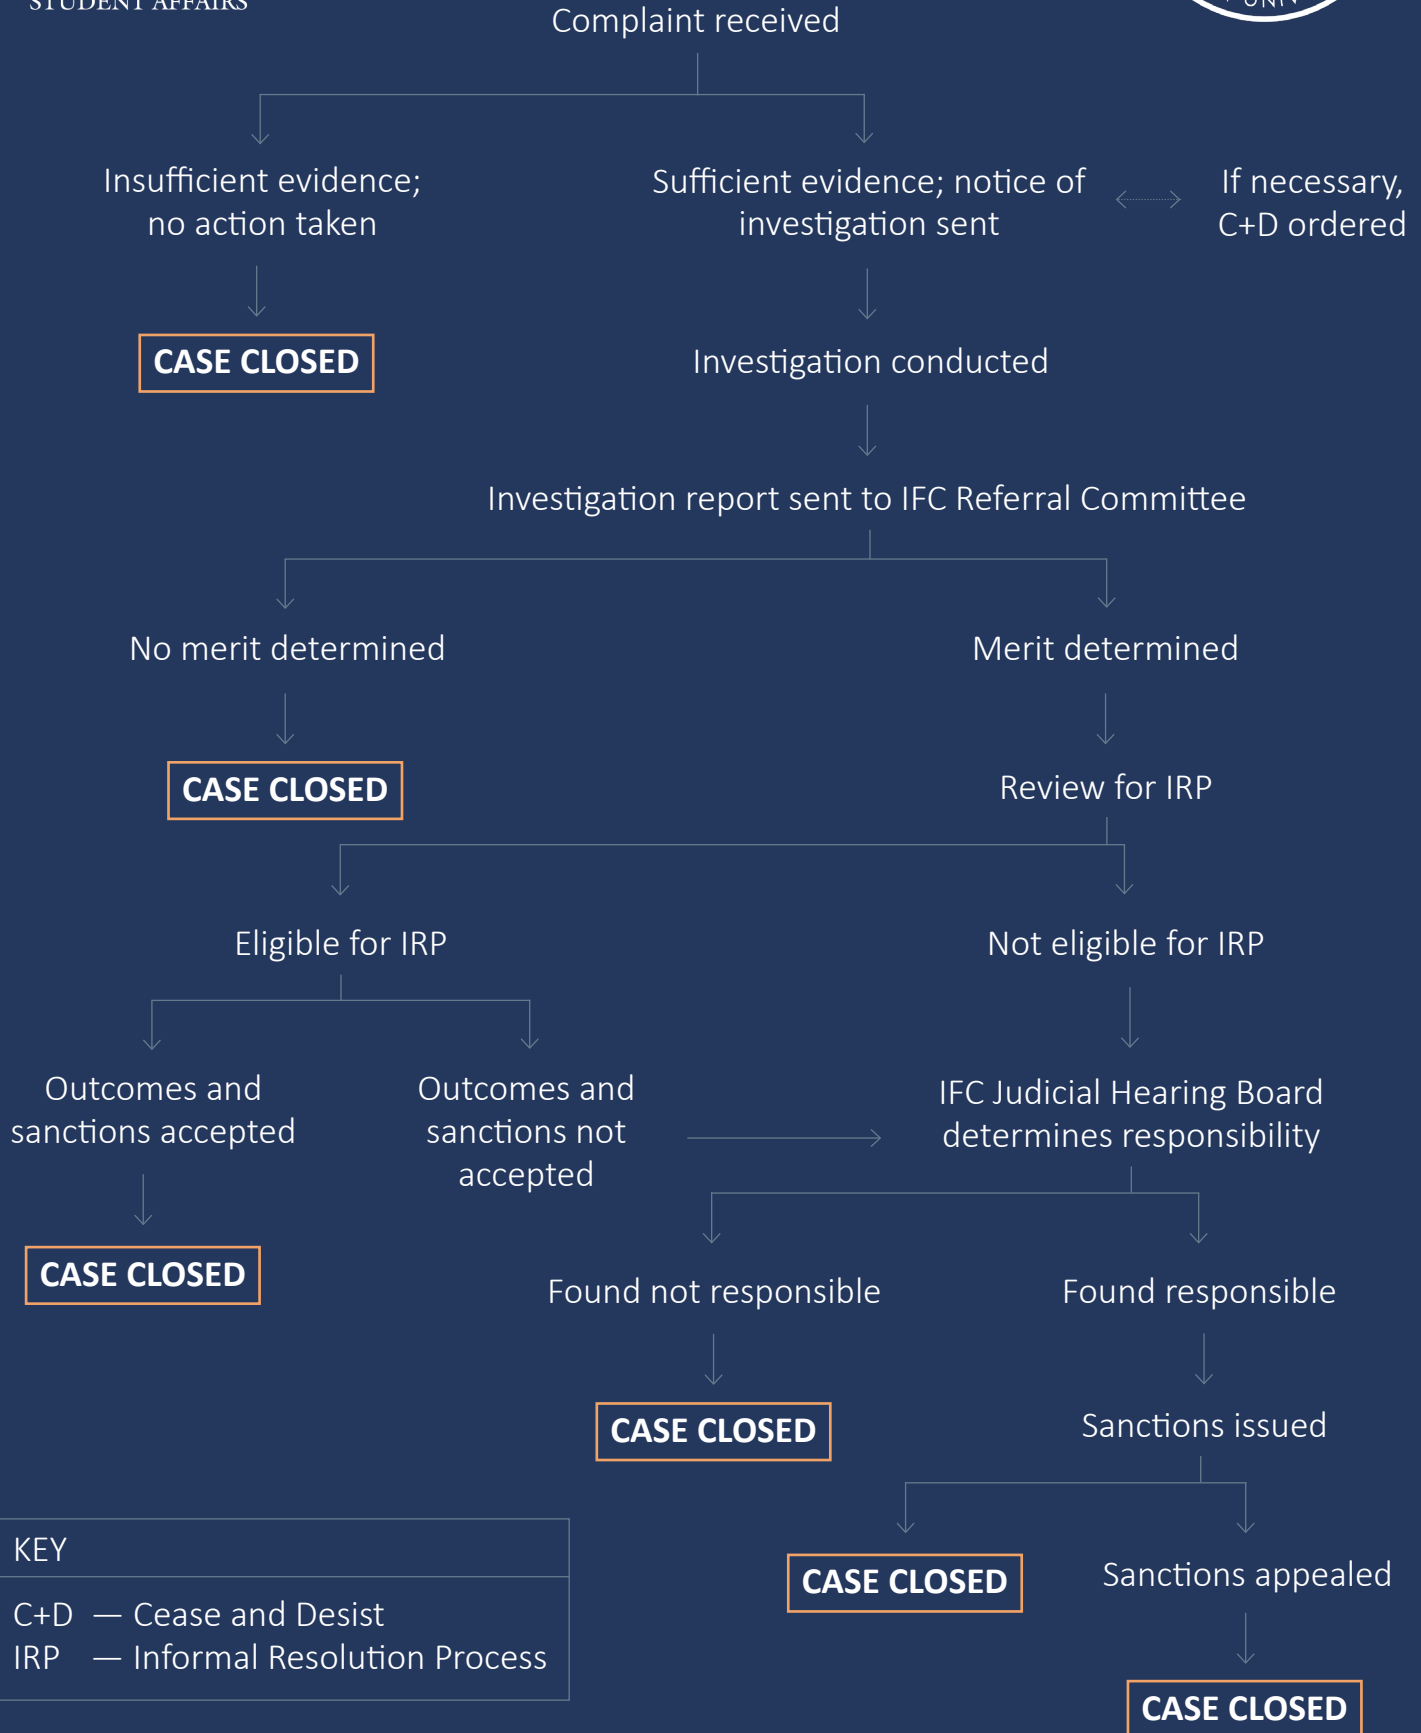 STUDENT AFFAIRS
Complaint received
Insufficient evidence;
no action taken
Sufficient evidence; notice of
investigation sent
If necessary,
C+D ordered
CASE CLOSED
Investigation conducted
Investigation report sent to IFC Referral Committee
No merit determined
Merit determined
CASE CLOSED
Review for IRP
Eligible for IRP
Not eligible for IRP
Outcomes and
sanctions accepted
Outcomes and
sanctions not
accepted
IFC Judicial Hearing Board
determines responsibility
CASE CLOSED
Found not responsible
Found responsible
CASE CLOSED
Sanctions issued
CASE CLOSED
Sanctions appealed
CASE CLOSED
KEY
C+D — Cease and Desist
IRP — Informal Resolution Process